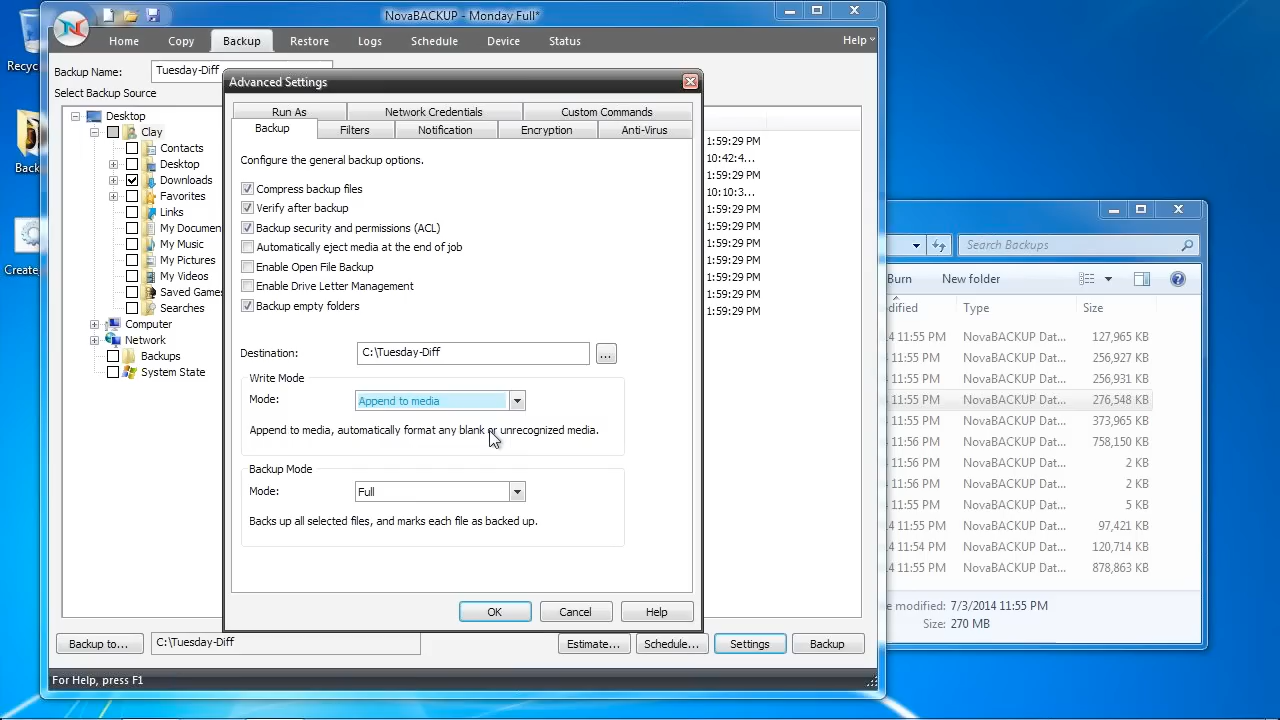 NovaBACKUP - Monday Full*
Home
Copy
Backup
Restore
Logs
Schedule
Device
Status
Help
Backup Name:
Tuesday-Diff
Select Backup Source
Desktop
Clay
Contacts
Desktop
Downloads
Favorites
Links
My Documen
My Music
My Pictures
My Videos
Saved Games
Searches
Computer
Network
Backups
System State
Advanced Settings
Run As
Network Credentials
Custom Commands
Backup
Filters
Notification
Encryption
Anti-Virus
Configure the general backup options.
Compress backup files
Verify after backup
Backup security and permissions (ACL)
Automatically eject media at the end of job
Enable Open File Backup
Enable Drive Letter Management
Backup empty folders
Destination:
C:\Tuesday-Diff
...
Write Mode
Mode:
Append to media
Append to media, automatically format any blank or unrecognized media.
Backup Mode
Mode:
Full
Backs up all selected files, and marks each file as backed up.
OK
Cancel
Help
1:59:29 PM
10:42:4...
1:59:29 PM
10:10:3...
1:59:29 PM
1:59:29 PM
1:59:29 PM
1:59:29 PM
1:59:29 PM
1:59:29 PM
1:59:29 PM
Backup to...
C:\Tuesday-Diff
Estimate...
Schedule...
Settings
Backup
For Help, press F1
Recyc
Back
Create
Search Backups
Burn
New folder
dified
Type
Size
14 11:55 PM NovaBACKUP Dat... 127,965 KB
14 11:55 PM NovaBACKUP Dat... 256,927 KB
14 11:55 PM NovaBACKUP Dat... 256,931 KB
14 11:55 PM NovaBACKUP Dat... 276,548 KB
14 11:55 PM NovaBACKUP Dat... 373,965 KB
14 11:56 PM NovaBACKUP Dat... 758,150 KB
14 11:56 PM NovaBACKUP Dat... 2 KB
14 11:56 PM NovaBACKUP Dat... 2 KB
14 11:55 PM NovaBACKUP Dat... 5 KB
14 11:55 PM NovaBACKUP Dat... 97,421 KB
14 11:54 PM NovaBACKUP Dat... 120,714 KB
14 11:55 PM NovaBACKUP Dat... 878,863 KB
e modified: 7/3/2014 11:55 PM
Size: 270 MB